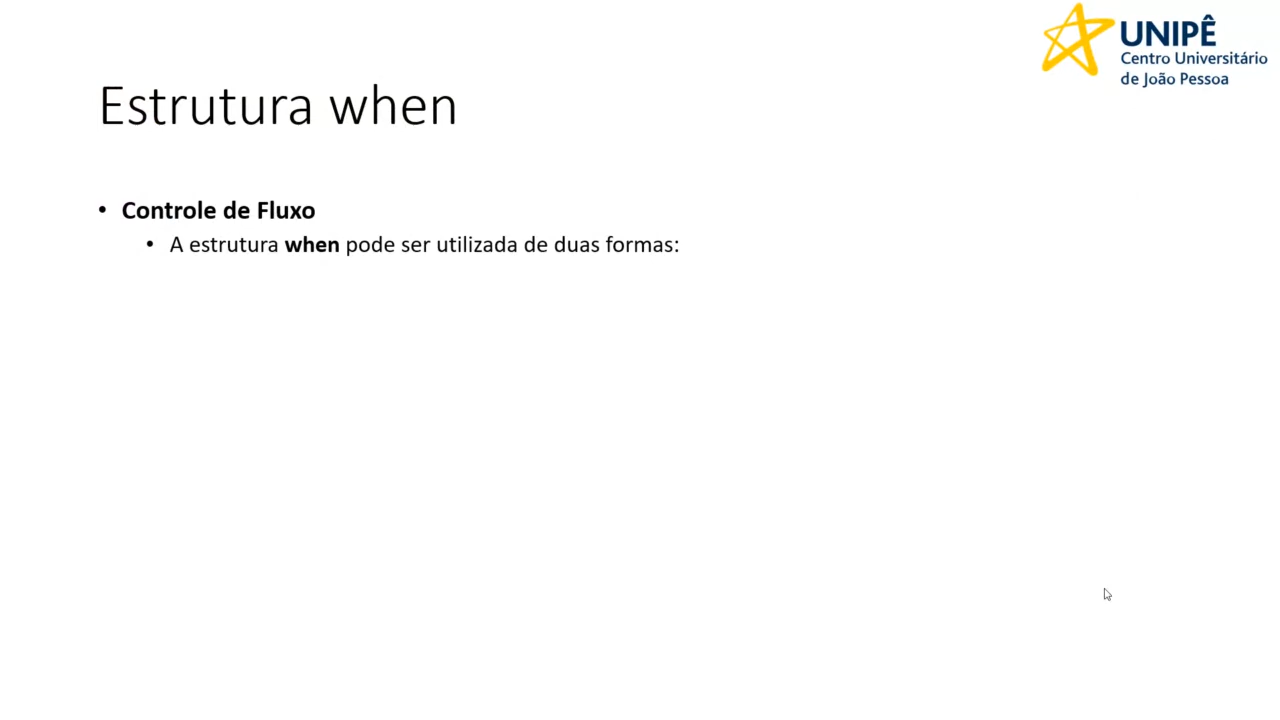 UNIPÊ
Centro Universitário
de João Pessoa
Estrutura when
• Controle de Fluxo
• A estrutura when pode ser utilizada de duas formas: